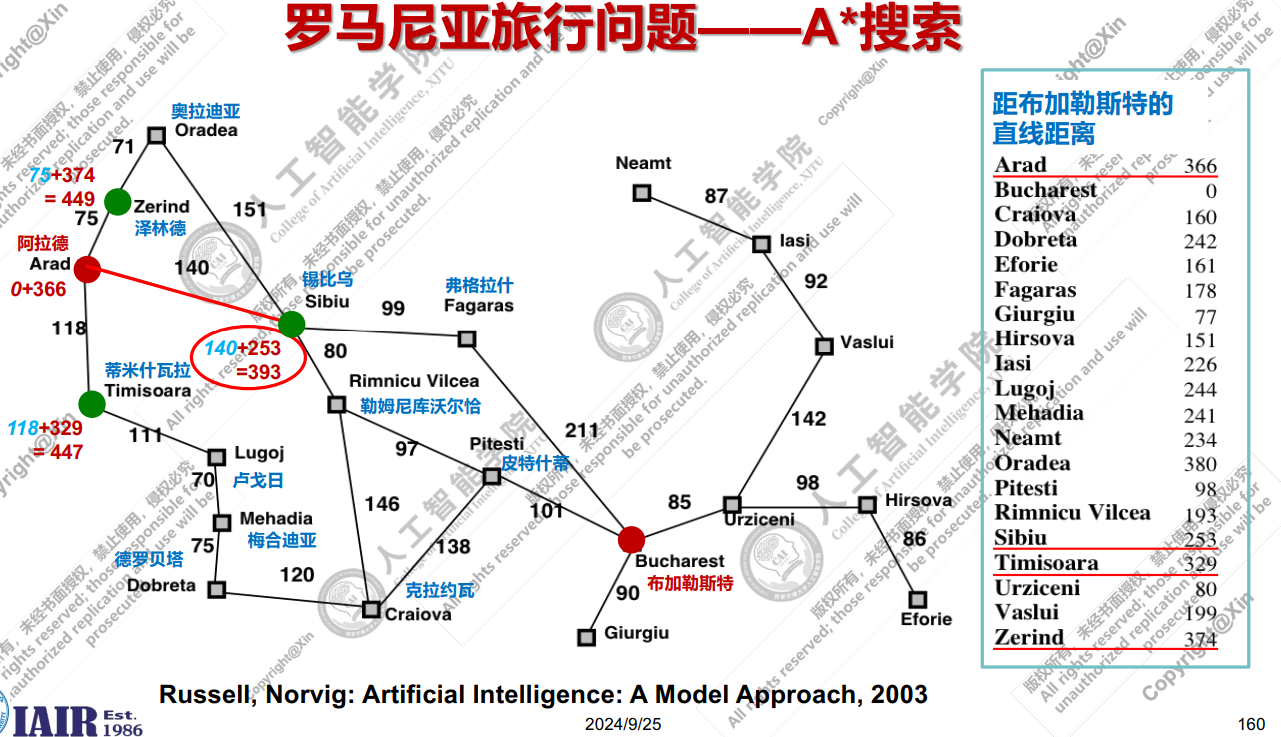 罗马尼亚旅行问题——A*搜索
奥拉迪亚
Oradea
71
75+374
= 449
75
Zerind
泽林德
151
阿拉德
Arad
0+366
140
118
锡比乌
Sibiu
99
弗格拉什
Fagaras
140+253
=393
80
蒂米什瓦拉
Timisoara
118+329
= 447
111
Rimnicu Vilcea
勒姆尼库沃尔恰
97
Pitesti
皮特什蒂
211
Lugoj
卢戈日
70
Mehadia
梅合迪亚
75
146
101
138
德罗贝塔
Dobreta
120
克拉约瓦
Craiova
Neamt
87
Iasi
92
Vaslui
142
85
Urziceni
98
Hirsova
86
Eforie
Bucharest
布加勒斯特
90
Giurgiu
距布加勒斯特的
直线距离
Arad 366
Bucharest 0
Craiova 160
Dobreta 242
Eforie 161
Fagaras 178
Giurgiu 77
Hirsova 151
Iasi 226
Lugoj 244
Mehadia 241
Neamt 234
Oradea 380
Pitesti 98
Rimnicu Vilcea 193
Sibiu 253
Timisoara 329
Urziceni 80
Vaslui 199
Zerind 374
Russell, Norvig: Artificial Intelligence: A Model Approach, 2003
IAIR Est.
1986
2024/9/25
160
人工智能学院
College of Artificial Intelligence, XJTU
版权所有，未经书面授权，禁止使用，侵权必究
All rights reserved; those responsible for
unauthorized replication and use will
be prosecuted.
Copyright@Xin